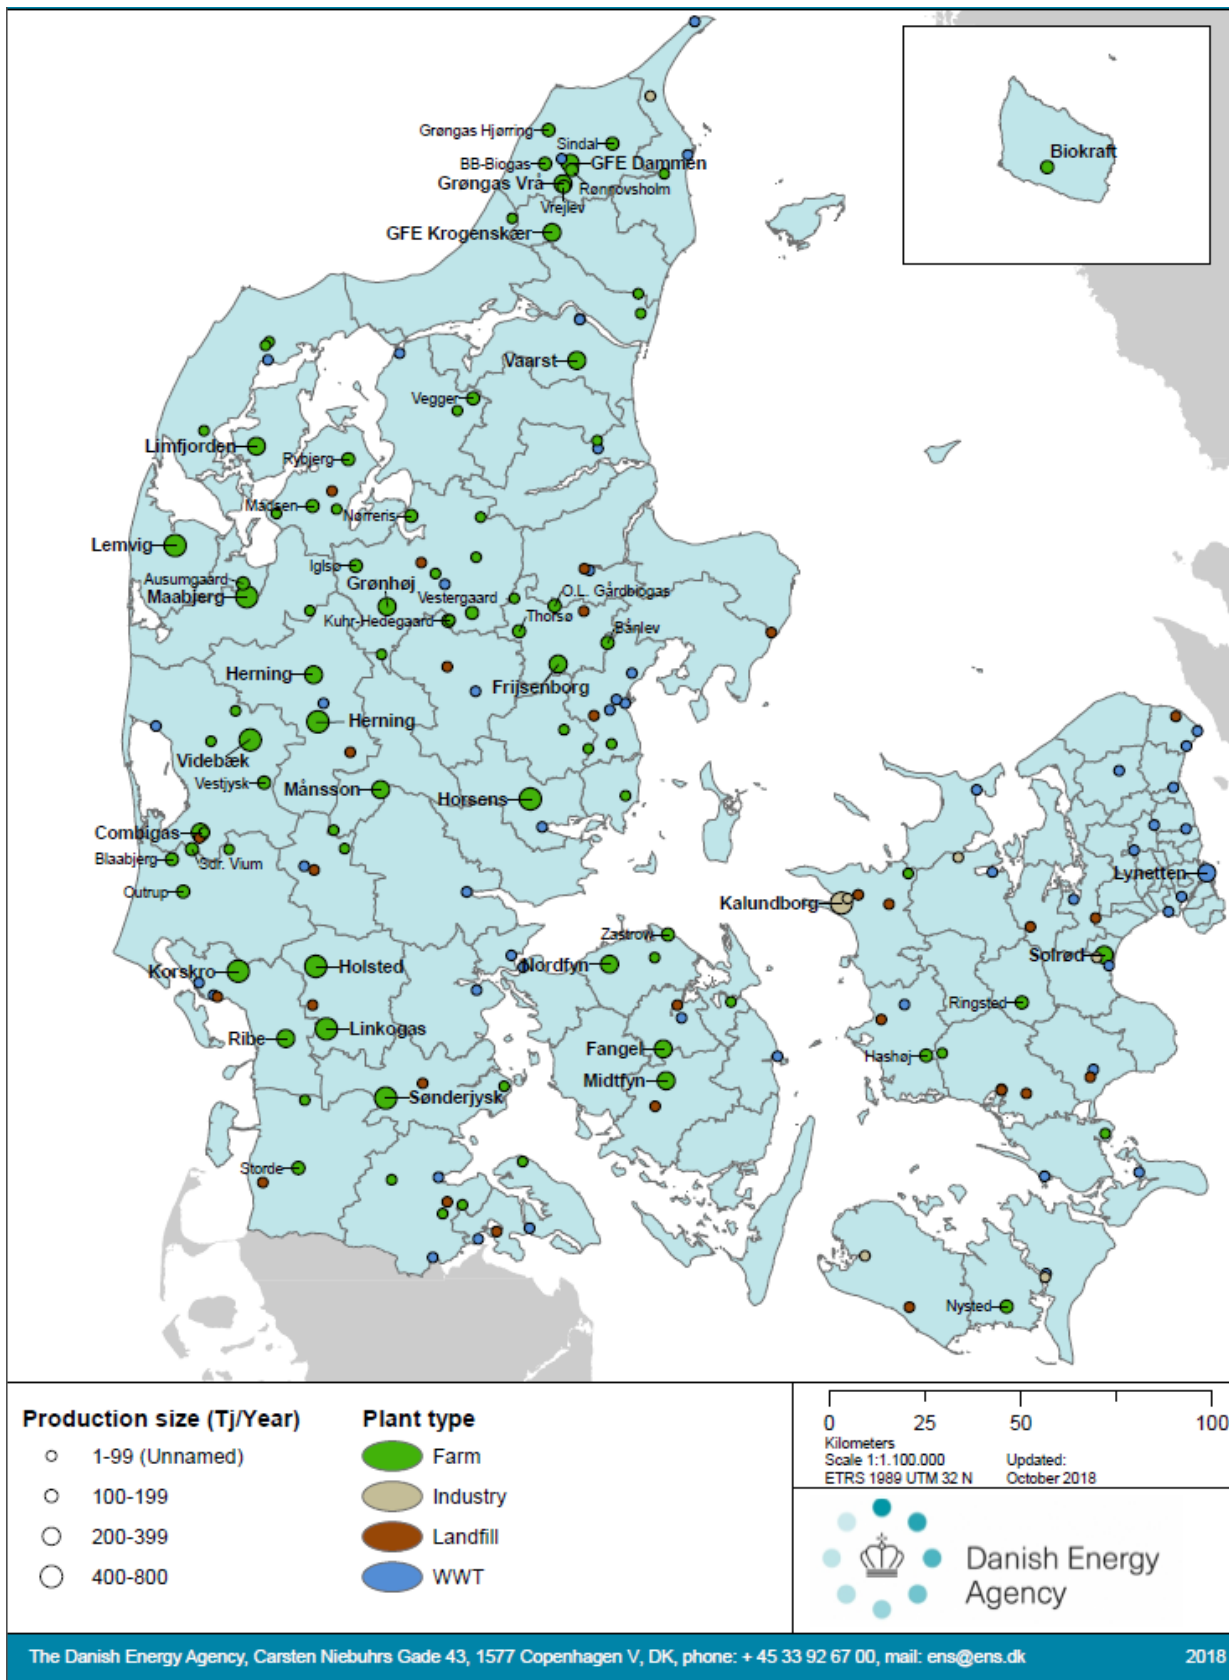 Grøngas Hjørring
Sindal
BB-Biogas
GFE Dammen
Biokraft
Grøngas Vrå
Rønnovsholm
Vrejlev
GFE Krogenskær
Vaarst
Vegger
Limfjorden
Rybjerg
Madsen
Nørreris
Lemvig
Iglsø
Ausumgaard
Grønhøj
Maabjerg
Vestergaard
O.L. Gårdbiogas
Kuhr-Hedegaard
Thorsø
Bånlev
Herning
Frijsenborg
Herning
Videbæk
Vestjysk
Månsson
Horsens
Combigas
Blaabjerg
Sdr. Vium
Outrup
Lynetten
Kalundborg
Zastrow
Korskro
Holsted
Nordfyn
Solrød
Ringsted
Linkogas
Ribe
Fangel
Hashøj
Midtfyn
Sønderjysk
Storde
Nysted
Production size (Tj/Year)
1-99 (Unnamed)
100-199
200-399
400-800
Plant type
Farm
Industry
Landfill
WWT
0 25 50 100
Kilometers
Scale 1:1.100.000
ETRS 1989 UTM 32 N
Updated:
October 2018
Danish Energy
Agency
The Danish Energy Agency, Carsten Niebuhrs Gade 43, 1577 Copenhagen V, DK, phone: + 45 33 92 67 00, mail: ens@ens.dk 2018